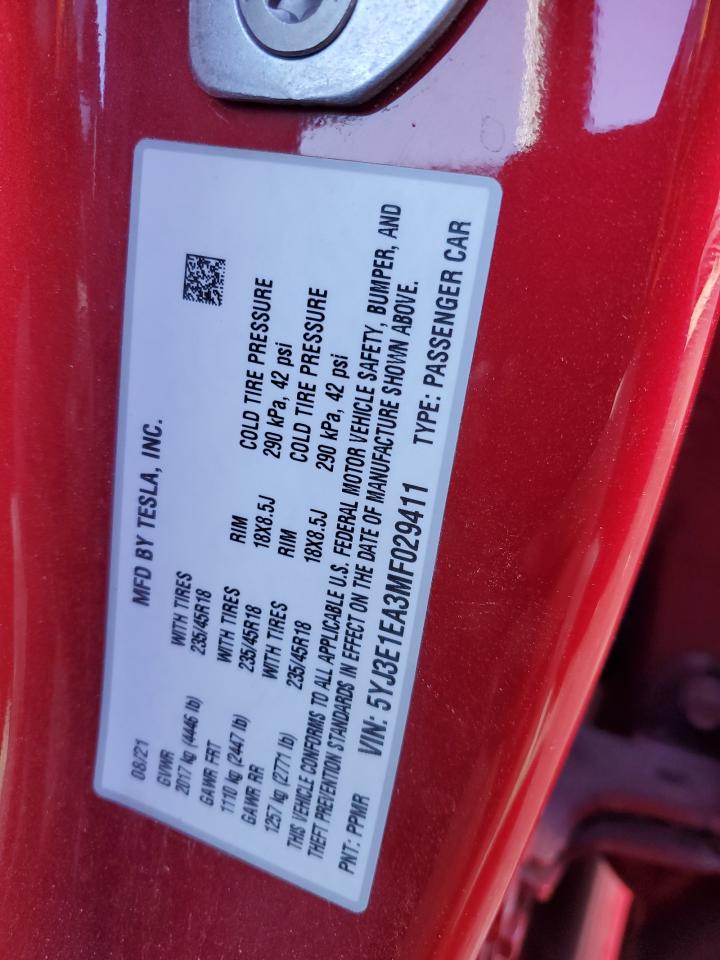 MFD BY TESLA, INC.
08/21
GVWR
2017 kg (4446 lb)
WITH TIRES
235/45R18
RIM
18X8.5J
COLD TIRE PRESSURE
290 kPa, 42 psi
GAWR FRT
1110 kg (2447 lb)
WITH TIRES
235/45R18
RIM
18X8.5J
COLD TIRE PRESSURE
290 kPa, 42 psi
GAWR RR
1257 kg (2771 lb)
WITH TIRES
235/45R18
THIS VEHICLE CONFORMS TO ALL APPLICABLE U.S. FEDERAL MOTOR VEHICLE SAFETY, BUMPER, AND
THEFT PREVENTION STANDARDS IN EFFECT ON THE DATE OF MANUFACTURE SHOWN ABOVE.
PNT: PPMR VIN: 5YJ3E1EA3MF029411 TYPE: PASSENGER CAR